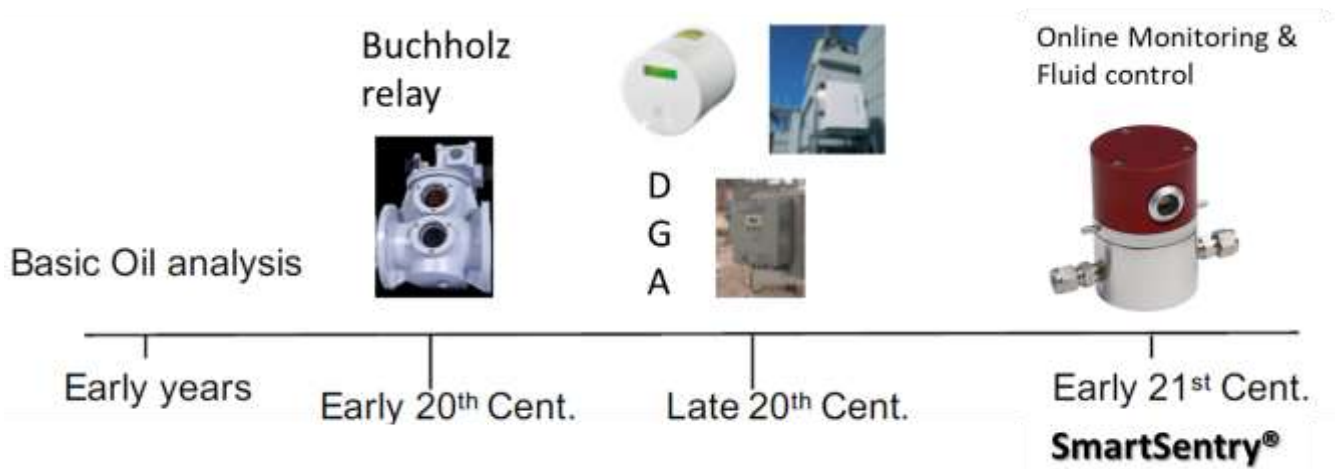 Buchholz
relay
Online Monitoring &
Fluid control
D
G
A
Basic Oil analysis
Early years
Early 20th Cent.
Late 20th Cent.
Early 21st Cent.
SmartSentry®